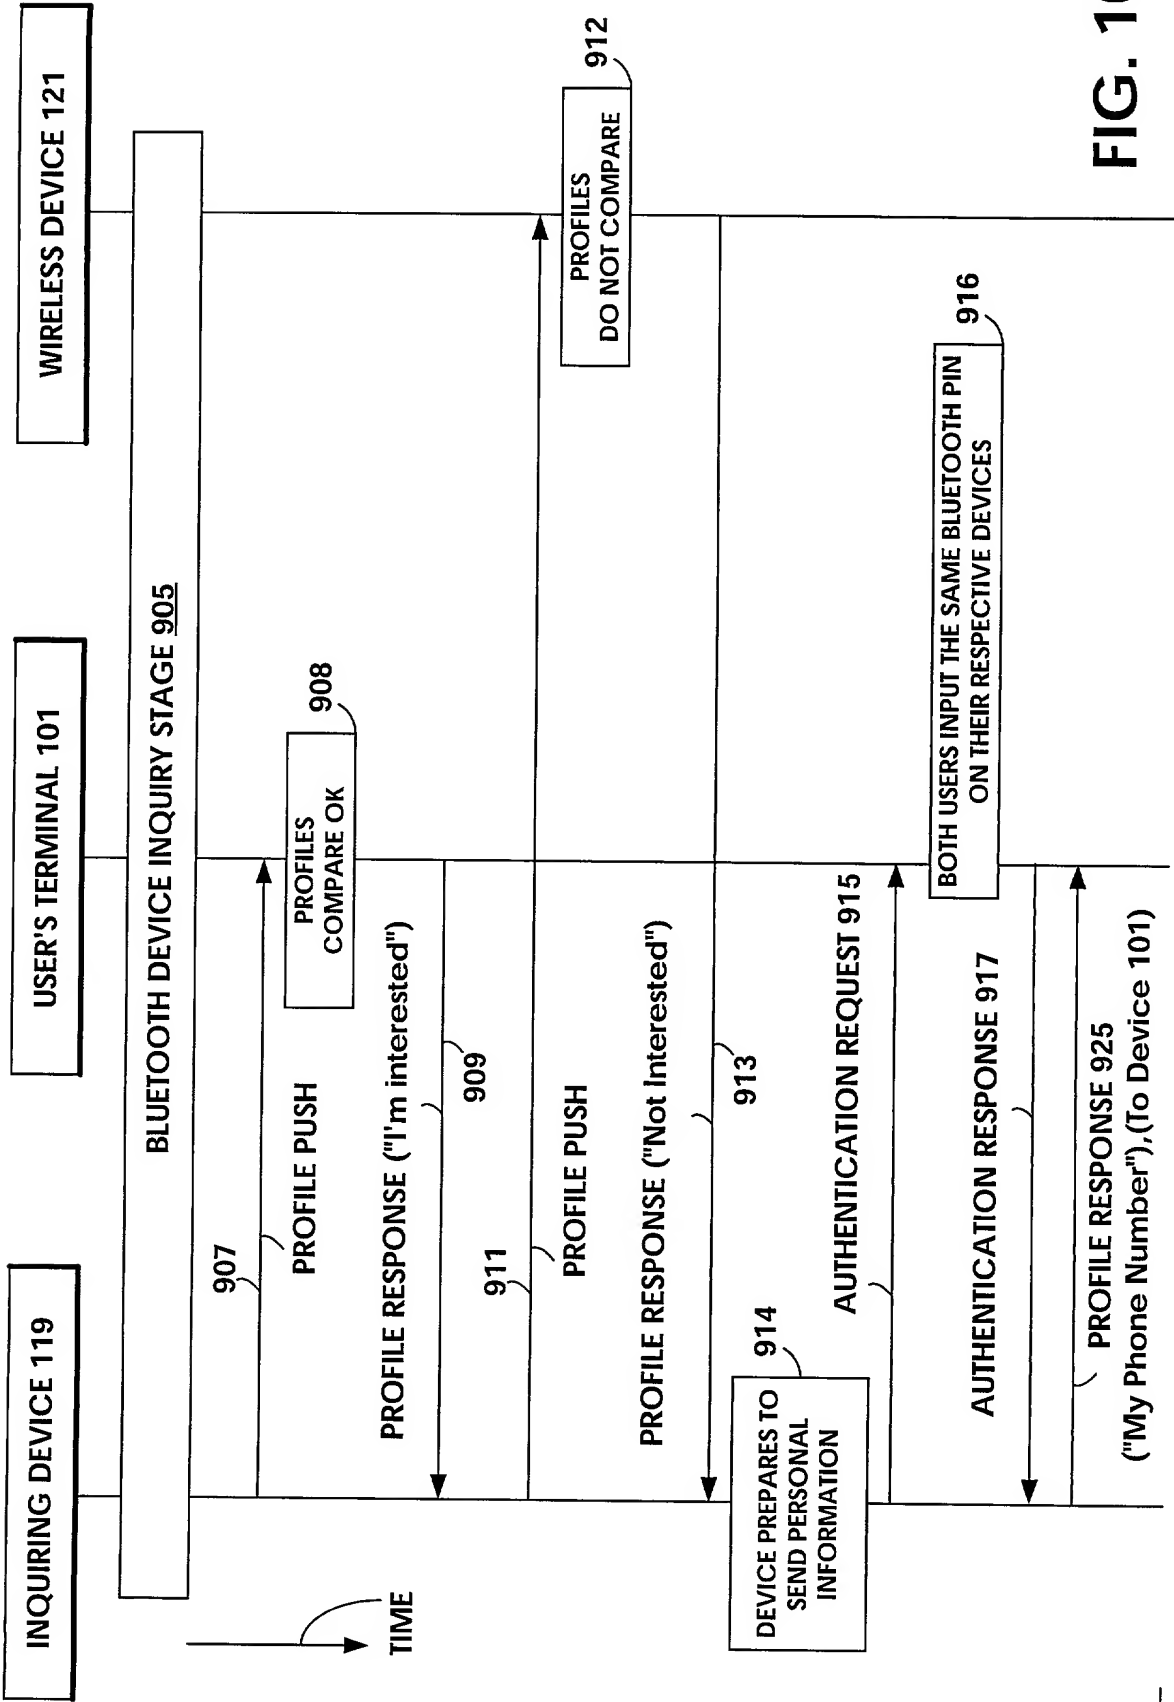 INQUIRING DEVICE 119
USER'S TERMINAL 101
WIRELESS DEVICE 121
BLUETOOTH DEVICE INQUIRY STAGE 905
TIME
907
PROFILE PUSH
PROFILES
COMPARE OK
908
PROFILE RESPONSE ("I'm interested")
909
911
PROFILE PUSH
PROFILES
DO NOT COMPARE
912
PROFILE RESPONSE ("Not Interested")
913
DEVICE PREPARES TO
SEND PERSONAL
INFORMATION
914
AUTHENTICATION REQUEST 915
BOTH USERS INPUT THE SAME BLUETOOTH PIN
ON THEIR RESPECTIVE DEVICES
916
AUTHENTICATION RESPONSE 917
PROFILE RESPONSE 925
("My Phone Number"),(To Device 101)
FIG.